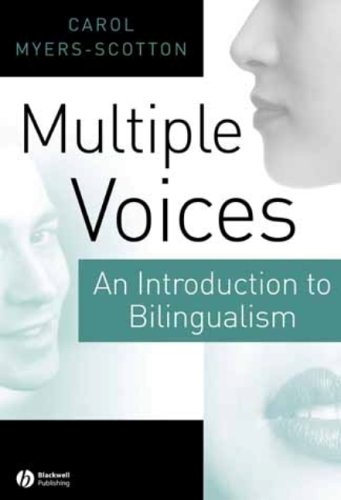 CAROL
MYERS-SCOTTON
Multiple
Voices
An Introduction to
Bilingualism
Blackwell
Publishing